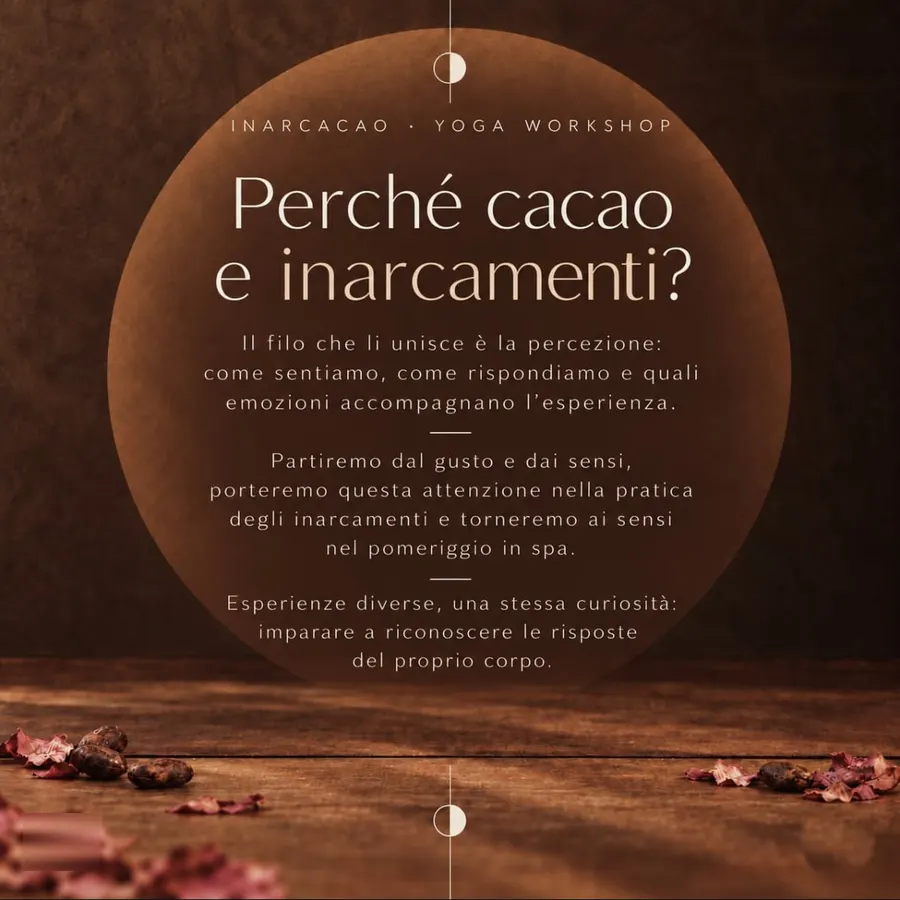 INARCACAO · YOGA WORKSHOP
Perché cacao
e inarcamenti?
Il filo che li unisce è la percezione:
come sentiamo, come rispondiamo e quali
emozioni accompagnano l’esperienza.
Partiremo dal gusto e dai sensi,
porteremo questa attenzione nella pratica
degli inarcamenti e torneremo ai sensi
nel pomeriggio in spa.
Esperienze diverse, una stessa curiosità:
imparare a riconoscere le risposte
del proprio corpo.